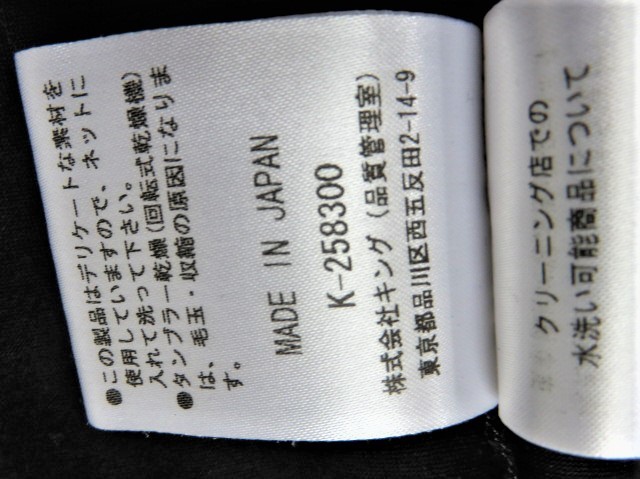 ●この製品はデリケートな素材を
使用していますので、ネットに
入れて洗って下さい。
●タンブラー乾燥(回転式乾燥機)
は、毛玉・収縮の原因になりま
す。
MADE IN JAPAN
K-258300
株式会社キング(品質管理室)
東京都品川区西五反田2-14-9
クリーニング店での
水洗い可能商品について